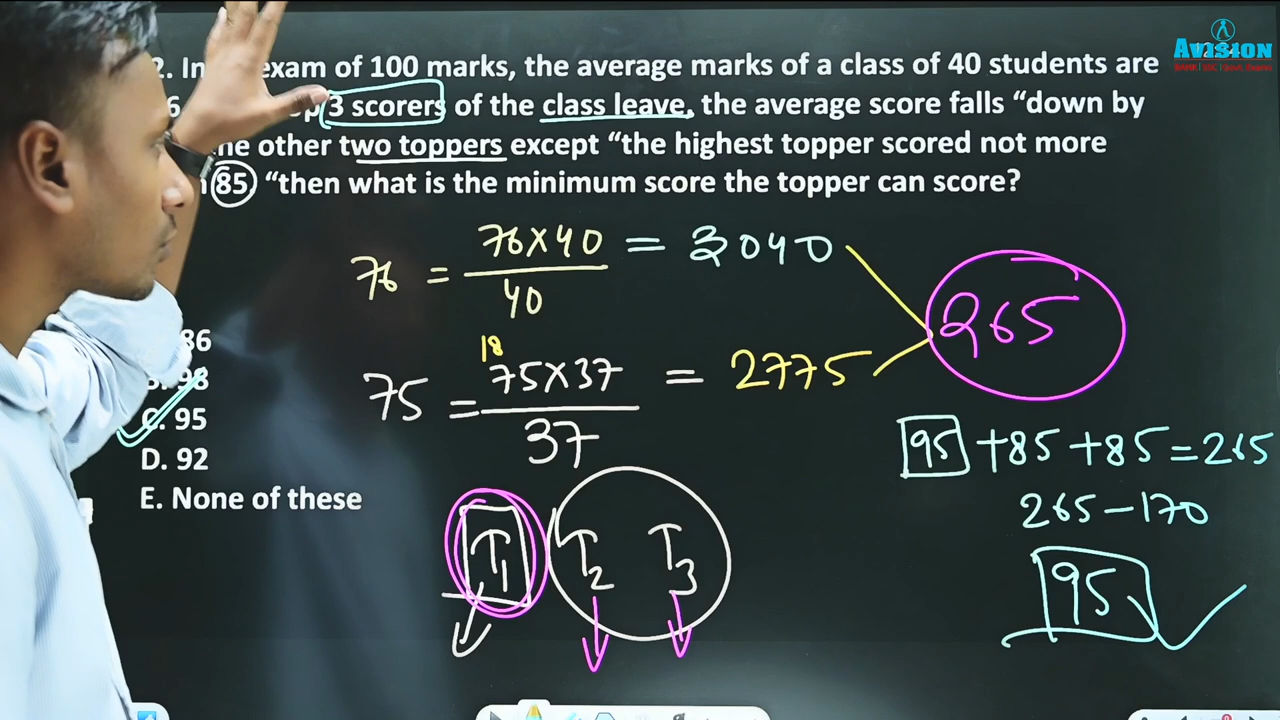 AVISION
2. In exam of 100 marks, the average marks of a class of 40 students are
3 scorers of the class leave, the average score falls “down by
other two toppers except “the highest topper scored not more
85 “then what is the minimum score the topper can score?
76 = 76×40 / 40 = 3040
265
86
B. 98
75 = 75×37 / 37 = 2775
18
C. 95
95 +85 +85 = 265
D. 92
265 – 170
E. None of these
T1 T2 T3
95